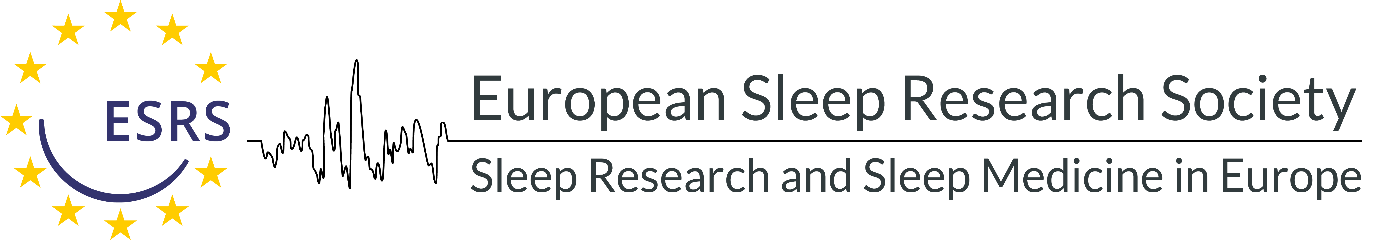 ESRS
European Sleep Research Society
Sleep Research and Sleep Medicine in Europe